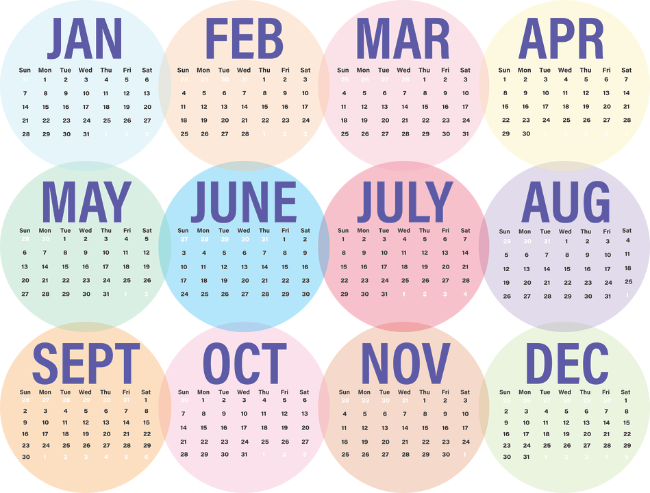 JAN
Sun Mon Tue Wed Thu Fri Sat
1 2 3 4 5 6
7 8 9 10 11 12 13
14 15 16 17 18 19 20
21 22 23 24 25 26 27
28 29 30 31
FEB
Sun Mon Tue Wed Thu Fri Sat
1 2 3
4 5 6 7 8 9 10
11 12 13 14 15 16 17
18 19 20 21 22 23 24
25 26 27 28
MAR
Sun Mon Tue Wed Thu Fri Sat
1 2 3
4 5 6 7 8 9 10
11 12 13 14 15 16 17
18 19 20 21 22 23 24
25 26 27 28 29 30 31
APR
Sun Mon Tue Wed Thu Fri Sat
1 2 3 4 5 6 7
8 9 10 11 12 13 14
15 16 17 18 19 20 21
22 23 24 25 26 27 28
29 30
MAY
Sun Mon Tue Wed Thu Fri Sat
29 30 1 2 3 4 5
6 7 8 9 10 11 12
13 14 15 16 17 18 19
20 21 22 23 24 25 26
27 28 29 30 31 1 2
JUNE
Sun Mon Tue Wed Thu Fri Sat
27 28 29 30 31 1 2
3 4 5 6 7 8 9
10 11 12 13 14 15 16
17 18 19 20 21 22 23
24 25 26 27 28 29 30
JULY
Sun Mon Tue Wed Thu Fri Sat
1 2 3 4 5 6 7
8 9 10 11 12 13 14
15 16 17 18 19 20 21
22 23 24 25 26 27 28
29 30 31 1 2 3 4
AUG
Sun Mon Tue Wed Thu Fri Sat
29 30 31 1 2 3 4
5 6 7 8 9 10 11
12 13 14 15 16 17 18
19 20 21 22 23 24 25
26 27 28 29 30 31 1
SEPT
Sun Mon Tue Wed Thu Fri Sat
1
2 3 4 5 6 7 8
9 10 11 12 13 14 15
16 17 18 19 20 21 22
23 24 25 26 27 28 29
30
OCT
Sun Mon Tue Wed Thu Fri Sat
1 2 3 4 5 6
7 8 9 10 11 12 13
14 15 16 17 18 19 20
21 22 23 24 25 26 27
28 29 30 31
NOV
Sun Mon Tue Wed Thu Fri Sat
28 29 30 31 1 2 3
4 5 6 7 8 9 10
11 12 13 14 15 16 17
18 19 20 21 22 23 24
25 26 27 28 29 30 1
DEC
Sun Mon Tue Wed Thu Fri Sat
1
2 3 4 5 6 7 8
9 10 11 12 13 14 15
16 17 18 19 20 21 22
23 24 25 26 27 28 29
30 31